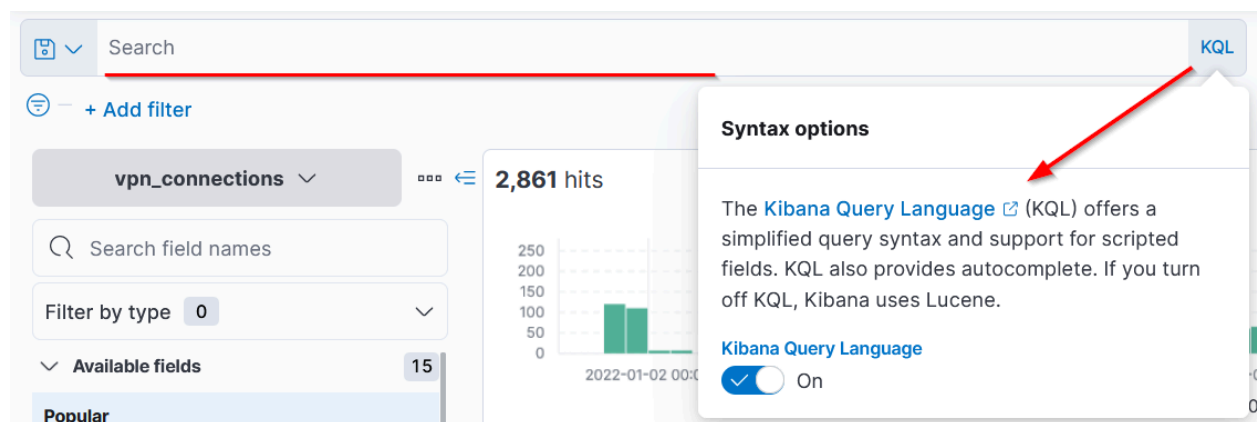 Search
KQL
+ Add filter
vpn_connections
2,861 hits
Search field names
Filter by type 0
Available fields 15
Popular
250
200
150
100
50
0
2022-01-02 00:0
Syntax options
The Kibana Query Language (KQL) offers a
simplified query syntax and support for scripted
fields. KQL also provides autocomplete. If you turn
off KQL, Kibana uses Lucene.
Kibana Query Language
On